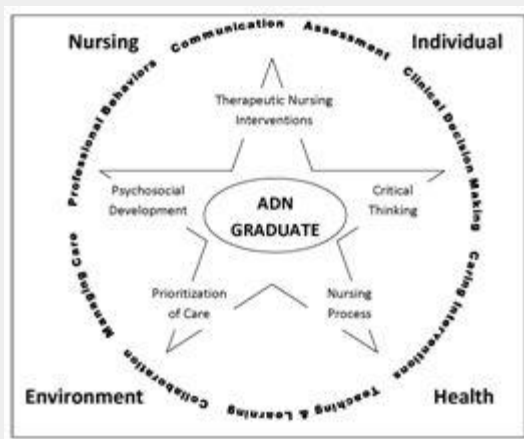 Nursing
Individual
Professional Behaviors
Communication
Assessment
Clinical Decision Making
Caring Interventions
Teaching & Learning
Collaboration
Managing Care
Therapeutic Nursing
Interventions
Psychosocial
Development
Critical
Thinking
ADN
GRADUATE
Prioritization
of Care
Nursing
Process
Environment
Health